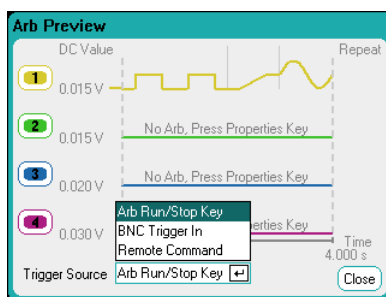 Arb Preview
DC Value
Repeat
1
0.015 V
2
0.015 V
No Arb, Press Properties Key
3
0.020 V
No Arb, Press Properties Key
4
0.030 V
Arb Run/Stop Key
BNC Trigger In
Remote Command
erties Key
Time
4.000 s
Trigger Source
Arb Run/Stop Key
Close